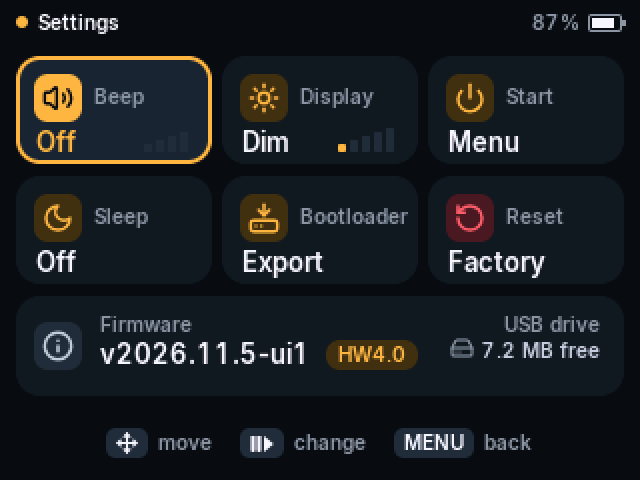 Settings
87%
Beep
Off
Display
Dim
Start
Menu
Sleep
Off
Bootloader
Export
Reset
Factory
Firmware
v2026.11.5-ui1 HW4.0
USB drive
7.2 MB free
move change MENU back